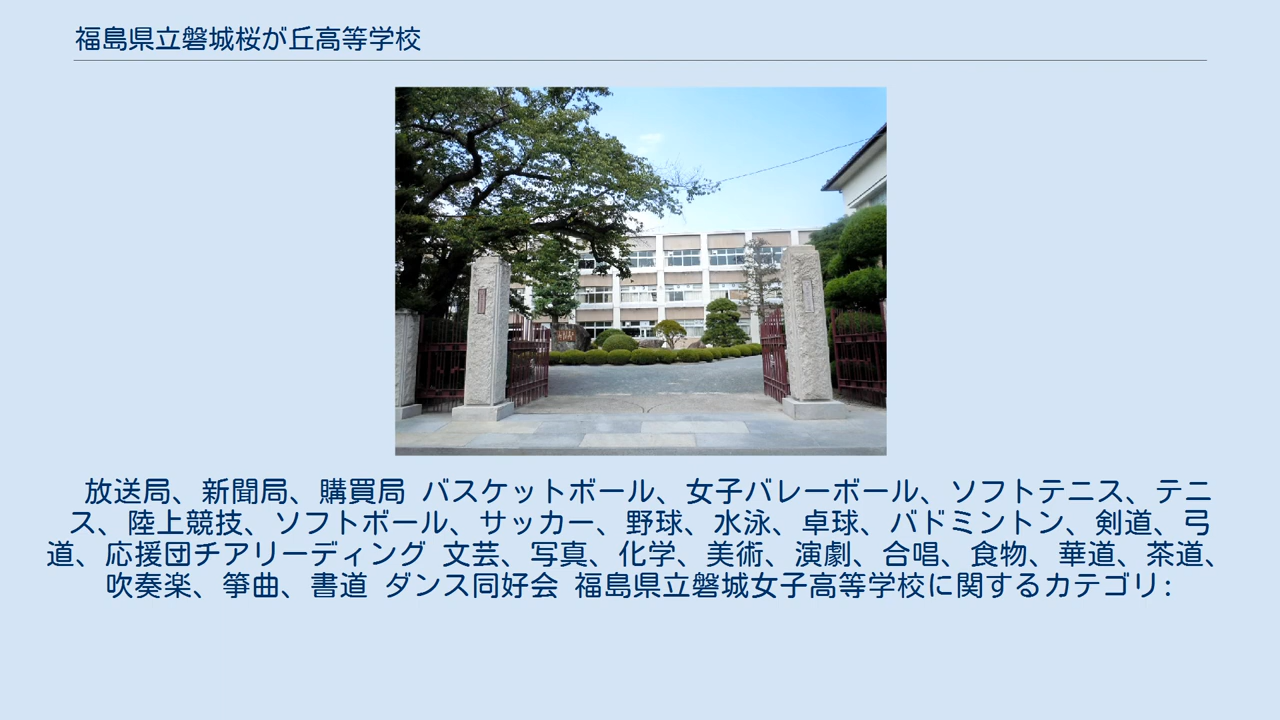 福島県立磐城桜が丘高等学校
放送局、新聞局、購買局 バスケットボール、女子バレーボール、ソフトテニス、テニ
ス、陸上競技、ソフトボール、サッカー、野球、水泳、卓球、バドミントン、剣道、弓
道、応援団チアリーディング 文芸、写真、化学、美術、演劇、合唱、食物、華道、茶道、
吹奏楽、箏曲、書道 ダンス同好会 福島県立磐城女子高等学校に関するカテゴリ: